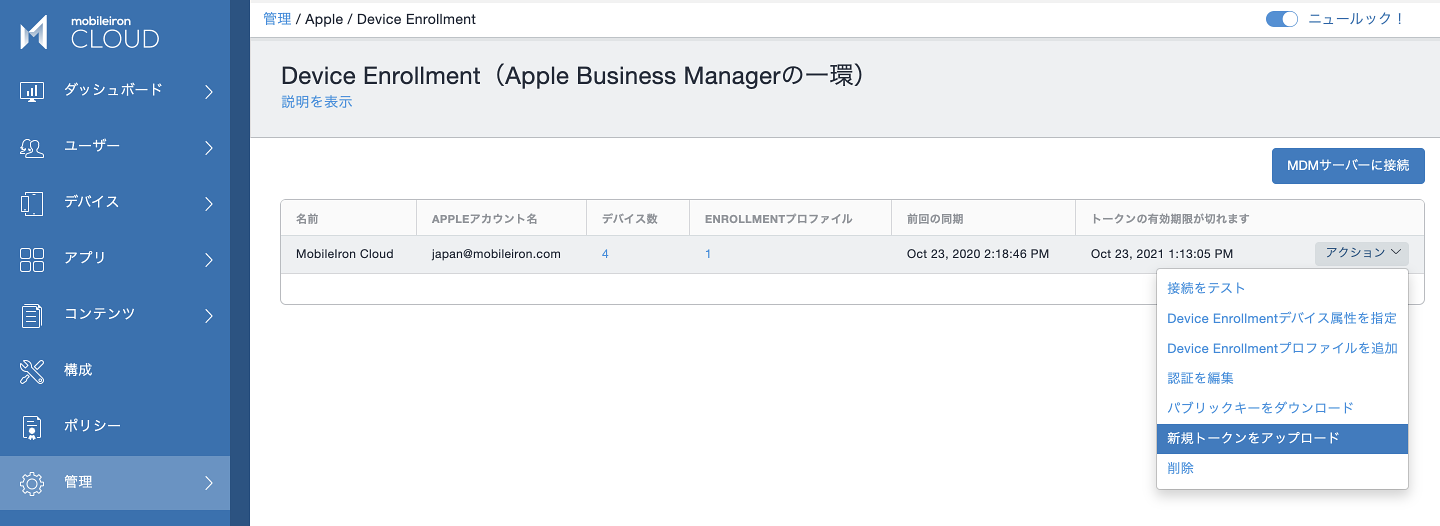 mobileiron
CLOUD
ダッシュボード
ユーザー
デバイス
アプリ
コンテンツ
構成
ポリシー
管理
管理 / Apple / Device Enrollment
ニュールック！
Device Enrollment（Apple Business Managerの一環）
説明を表示
MDMサーバーに接続
名前 APPLEアカウント名 デバイス数 ENROLLMENTプロファイル 前回の同期 トークンの有効期限が切れます
MobileIron Cloud japan@mobileiron.com 4 1 Oct 23, 2020 2:18:46 PM Oct 23, 2021 1:13:05 PM アクション
接続をテスト
Device Enrollmentデバイス属性を指定
Device Enrollmentプロファイルを追加
認証を編集
パブリックキーをダウンロード
新規トークンをアップロード
削除